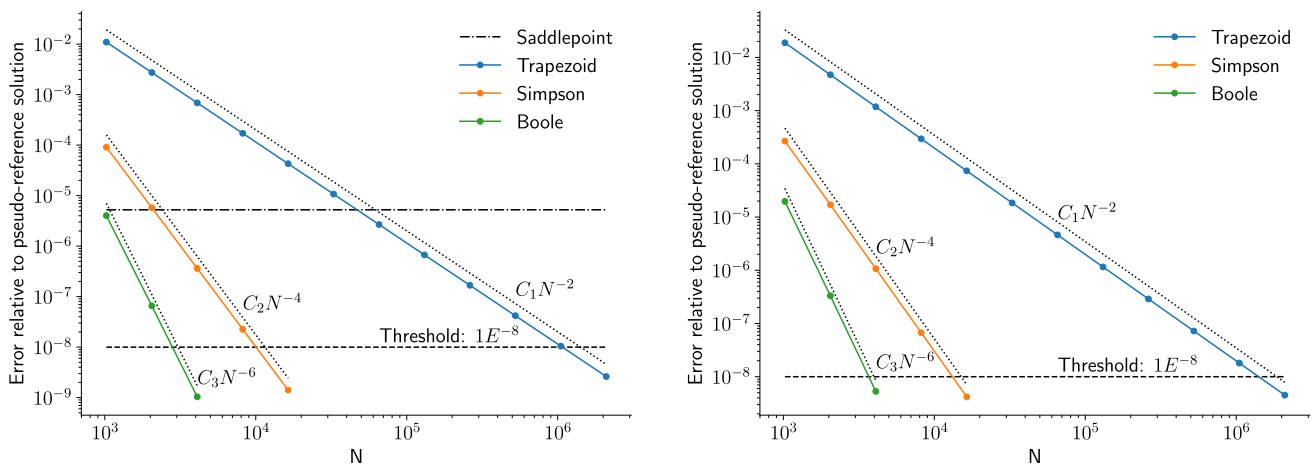 Error relative to pseudo-reference solution
10^{-2}
10^{-3}
10^{-4}
10^{-5}
10^{-6}
10^{-7}
10^{-8}
10^{-9}
Saddlepoint
Trapezoid
Simpson
Boole
C_1N^{-2}
C_2N^{-4}
Threshold: 1E^{-8}
C_3N^{-6}
10^3
10^4
10^5
10^6
N
Error relative to pseudo-reference solution
10^{-2}
10^{-3}
10^{-4}
10^{-5}
10^{-6}
10^{-7}
10^{-8}
Trapezoid
Simpson
Boole
C_1N^{-2}
C_2N^{-4}
C_3N^{-6}
Threshold: 1E^{-8}
10^3
10^4
10^5
10^6
N